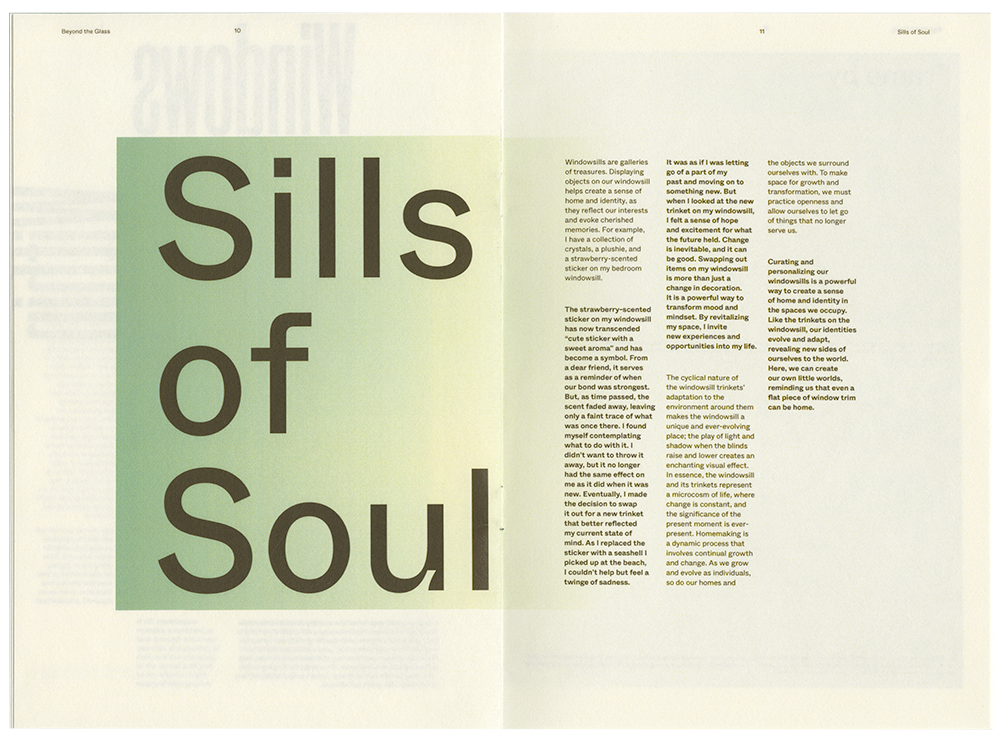 Beyond the Glass
10
11
Sills of Soul
Sills
of
Soul
Windowsills are galleries
of treasures. Displaying
objects on our windowsill
helps create a sense of
home and identity, as
they reflect our interests
and evoke cherished
memories. For example,
I have a collection of
crystals, a plushie, and
a strawberry-scented
sticker on my bedroom
windowsill.
The strawberry-scented
sticker on my windowsill
has now transcended
“cute sticker with a
sweet aroma” and has
become a symbol. From
a dear friend, it serves
as a reminder of when
our bond was strongest.
But, as time passed, the
scent faded away, leaving
only a faint trace of what
was once there. I found
myself contemplating
what to do with it. I
didn’t want to throw it
away, but it no longer
had the same effect on
me as it did when it was
new. Eventually, I made
the decision to swap
it out for a new trinket
that better reflected
my current state of
mind. As I replaced the
sticker with a seashell I
picked up at the beach,
I couldn’t help but feel a
twinge of sadness.
It was as if I was letting
go of a part of my
past and moving on to
something new. But
when I looked at the new
trinket on my windowsill,
I felt a sense of hope
and excitement for what
the future held. Change
is inevitable, and it can
be good. Swapping out
items on my windowsill
is more than just a
change in decoration.
It is a powerful way to
transform mood and
mindset. By revitalizing
my space, I invite
new experiences and
opportunities into my life.
The cyclical nature of
the windowsill trinkets’
adaptation to the
environment around them
makes the windowsill a
unique and ever-evolving
place; the play of light and
shadow when the blinds
raise and lower creates an
enchanting visual effect.
In essence, the windowsill
and its trinkets represent
a microcosm of life, where
change is constant, and
the significance of the
present moment is ever-
present. Homemaking is
a dynamic process that
involves continual growth
and change. As we grow
and evolve as individuals,
so do our homes and
the objects we surround
ourselves with. To make
space for growth and
transformation, we must
practice openness and
allow ourselves to let go
of things that no longer
serve us.
Curating and
personalizing our
windowsills is a powerful
way to create a sense
of home and identity in
the spaces we occupy.
Like the trinkets on the
windowsill, our identities
evolve and adapt,
revealing new sides of
ourselves to the world.
Here, we can create
our own little worlds,
reminding us that even a
flat piece of window trim
can be home.
Windows